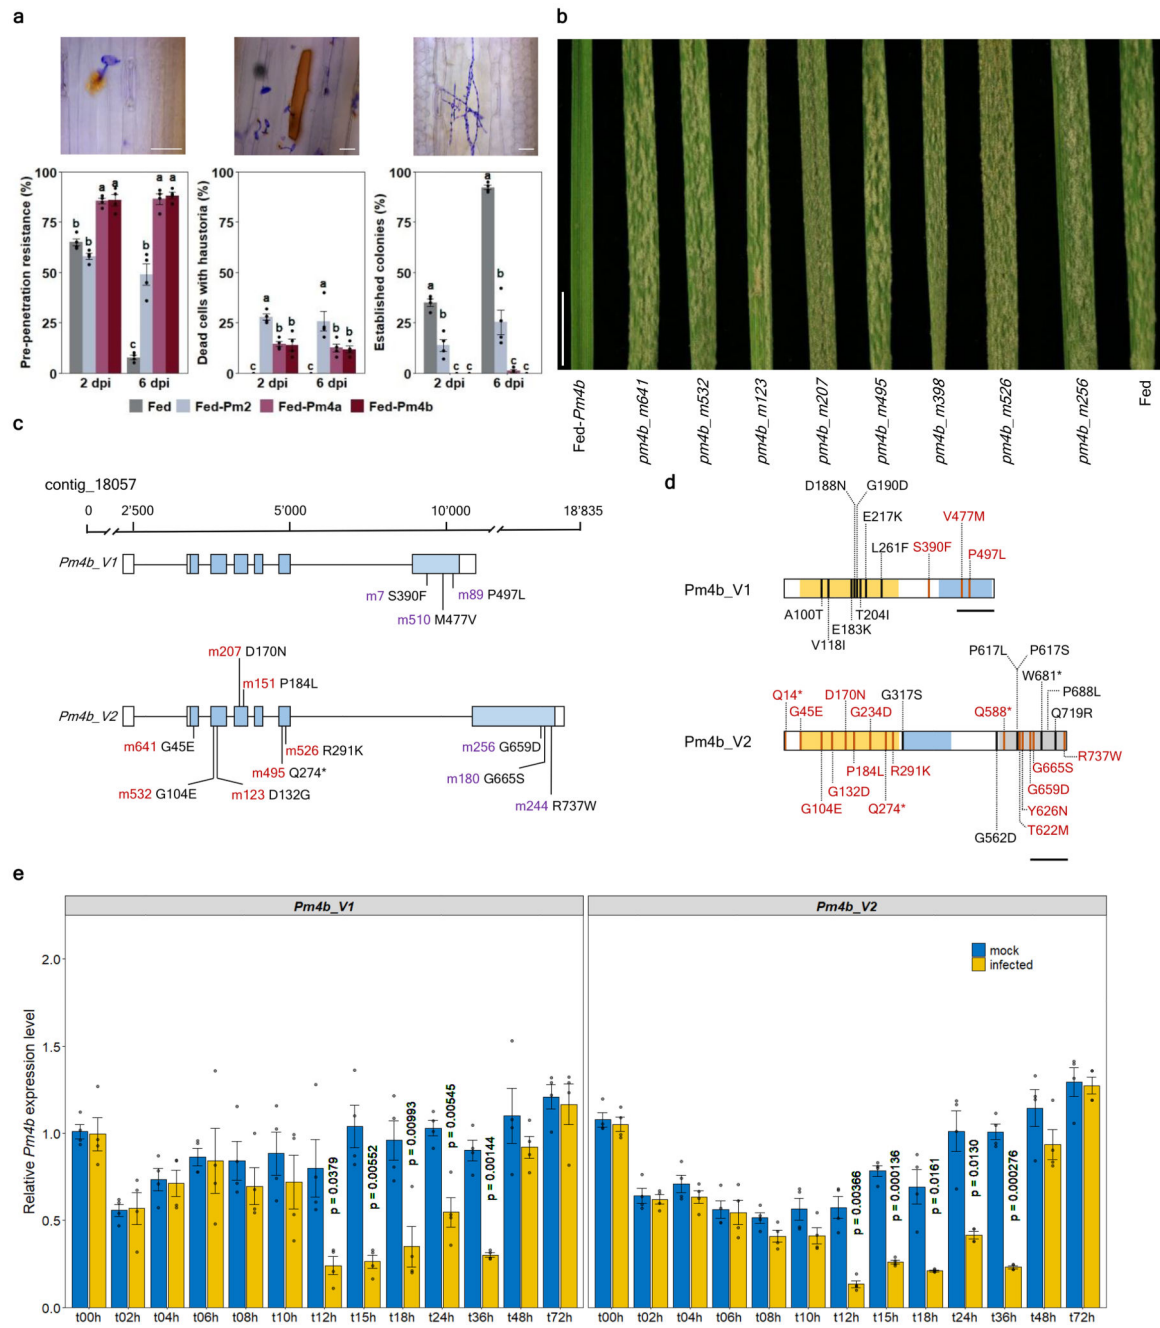 a
b
Pre-penetration resistance (%)
100
75
50
25
0
b
b
a
a
c
b
a
a
2 dpi
6 dpi
Dead cells with haustoria (%)
100
75
50
25
0
c
a
b
b
c
a
b
b
2 dpi
6 dpi
Established colonies (%)
100
75
50
25
0
a
b
c
c
a
b
c
c
2 dpi
6 dpi
Fed
Fed-Pm2
Fed-Pm4a
Fed-Pm4b
Fed-Pm4b
pm4b_m641
pm4b_m532
pm4b_m123
pm4b_m207
pm4b_m495
pm4b_m398
pm4b_m526
pm4b_m256
Fed
c
contig_18057
0
2'500
5'000
10'000
18'835
Pm4b_V1
m7 S390F
m89 P497L
m510 M477V
m207 D170N
m151 P184L
Pm4b_V2
m641 G45E
m526 R291K
m256 G659D
m495 Q274*
m180 G665S
m532 G104E
m123 D132G
m244 R737W
d
D188N
G190D
E217K
V477M
L261F
S390F
P497L
Pm4b_V1
A100T
T204I
E183K
V118I
P617L
P617S
W681*
Q14*
D170N
G317S
P688L
G45E
G234D
Q588*
Q719R
Pm4b_V2
R737W
P184L
R291K
G665S
G132D
G659D
G104E
Q274*
Y626N
G562D
T622M
e
Pm4b_V1
Pm4b_V2
Relative Pm4b expression level
2.0
1.5
1.0
0.5
0.0
mock
infected
p = 0.0379
p = 0.00552
p = 0.00993
p = 0.00545
p = 0.00144
p = 0.00366
p = 0.000136
p = 0.0161
p = 0.0130
p = 0.000276
t00h t02h t04h t06h t08h t10h t12h t15h t18h t24h t36h t48h t72h
t00h t02h t04h t06h t08h t10h t12h t15h t18h t24h t36h t48h t72h